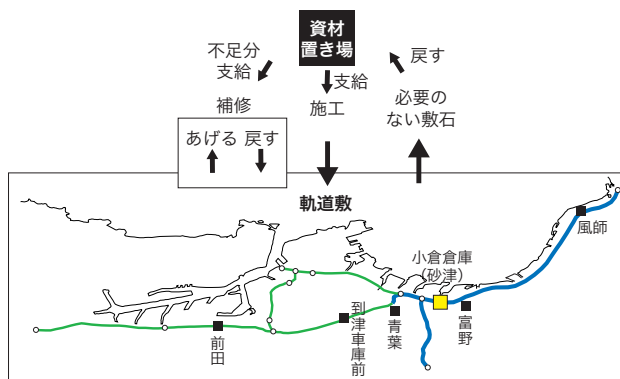 資材
置き場
不足分
支給
支給
戻す
補修
施工
必要の
ない敷石
あげる
戻す
軌道敷
風師
小倉倉庫
（砂津）
到津車庫前
青葉
富野
前田